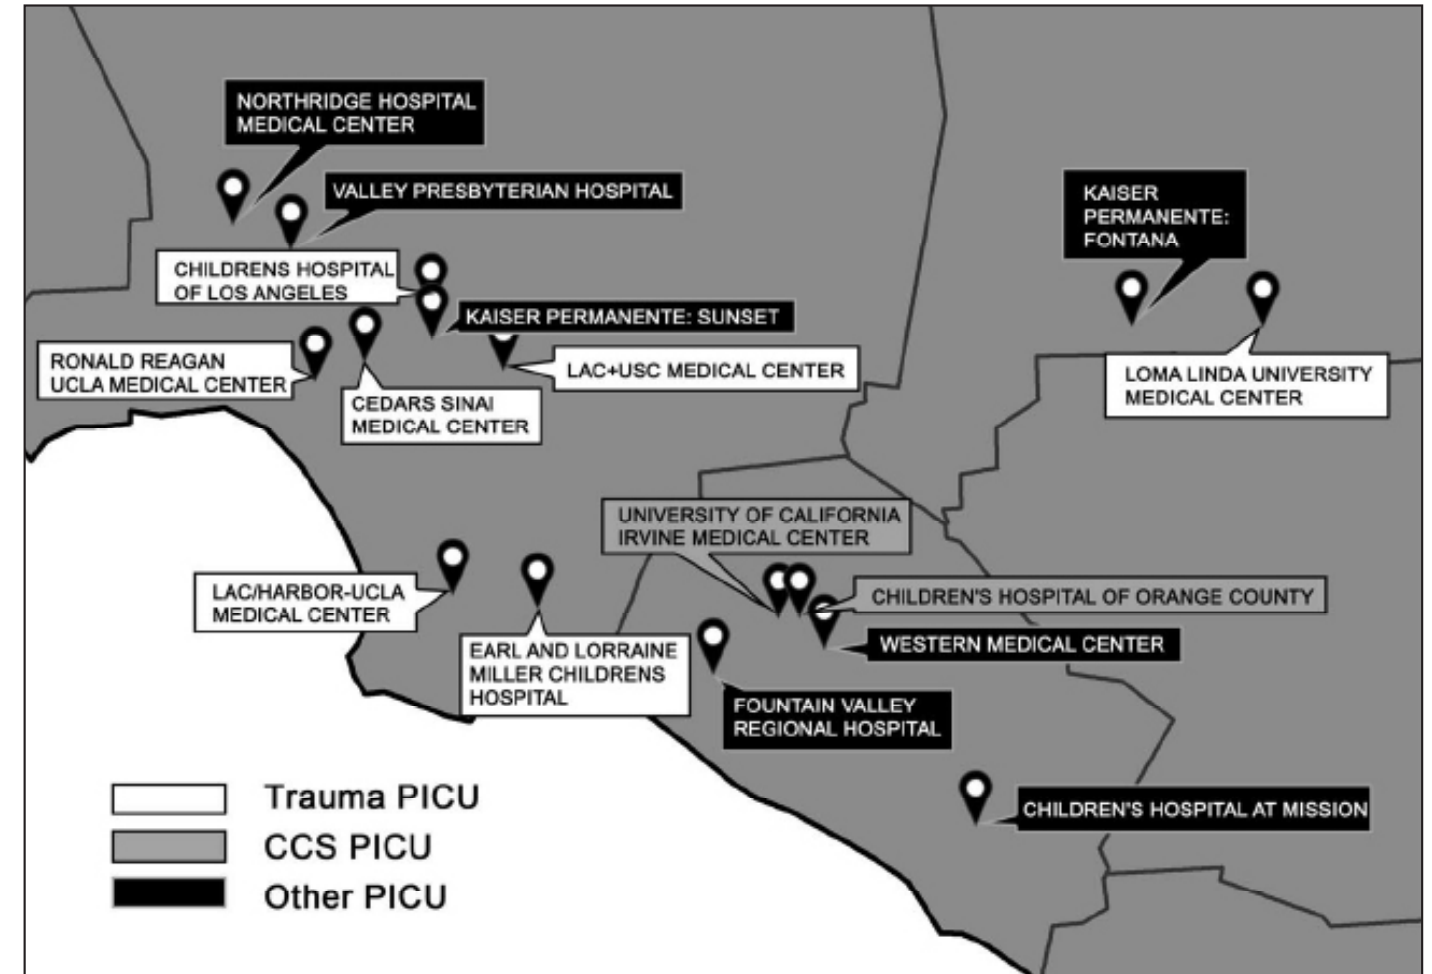 NORTHRIDGE HOSPITAL
MEDICAL CENTER
VALLEY PRESBYTERIAN HOSPITAL
KAISER
PERMANENTE:
FONTANA
CHILDRENS HOSPITAL
OF LOS ANGELES
KAISER PERMANENTE: SUNSET
RONALD REAGAN
UCLA MEDICAL CENTER
LAC+USC MEDICAL CENTER
LOMA LINDA UNIVERSITY
MEDICAL CENTER
CEDARS SINAI
MEDICAL CENTER
UNIVERSITY OF CALIFORNIA
IRVINE MEDICAL CENTER
LAC/HARBOR-UCLA
MEDICAL CENTER
CHILDREN'S HOSPITAL OF ORANGE COUNTY
WESTERN MEDICAL CENTER
EARL AND LORRAINE
MILLER CHILDRENS
HOSPITAL
FOUNTAIN VALLEY
REGIONAL HOSPITAL
CHILDREN'S HOSPITAL AT MISSION
Trauma PICU
CCS PICU
Other PICU